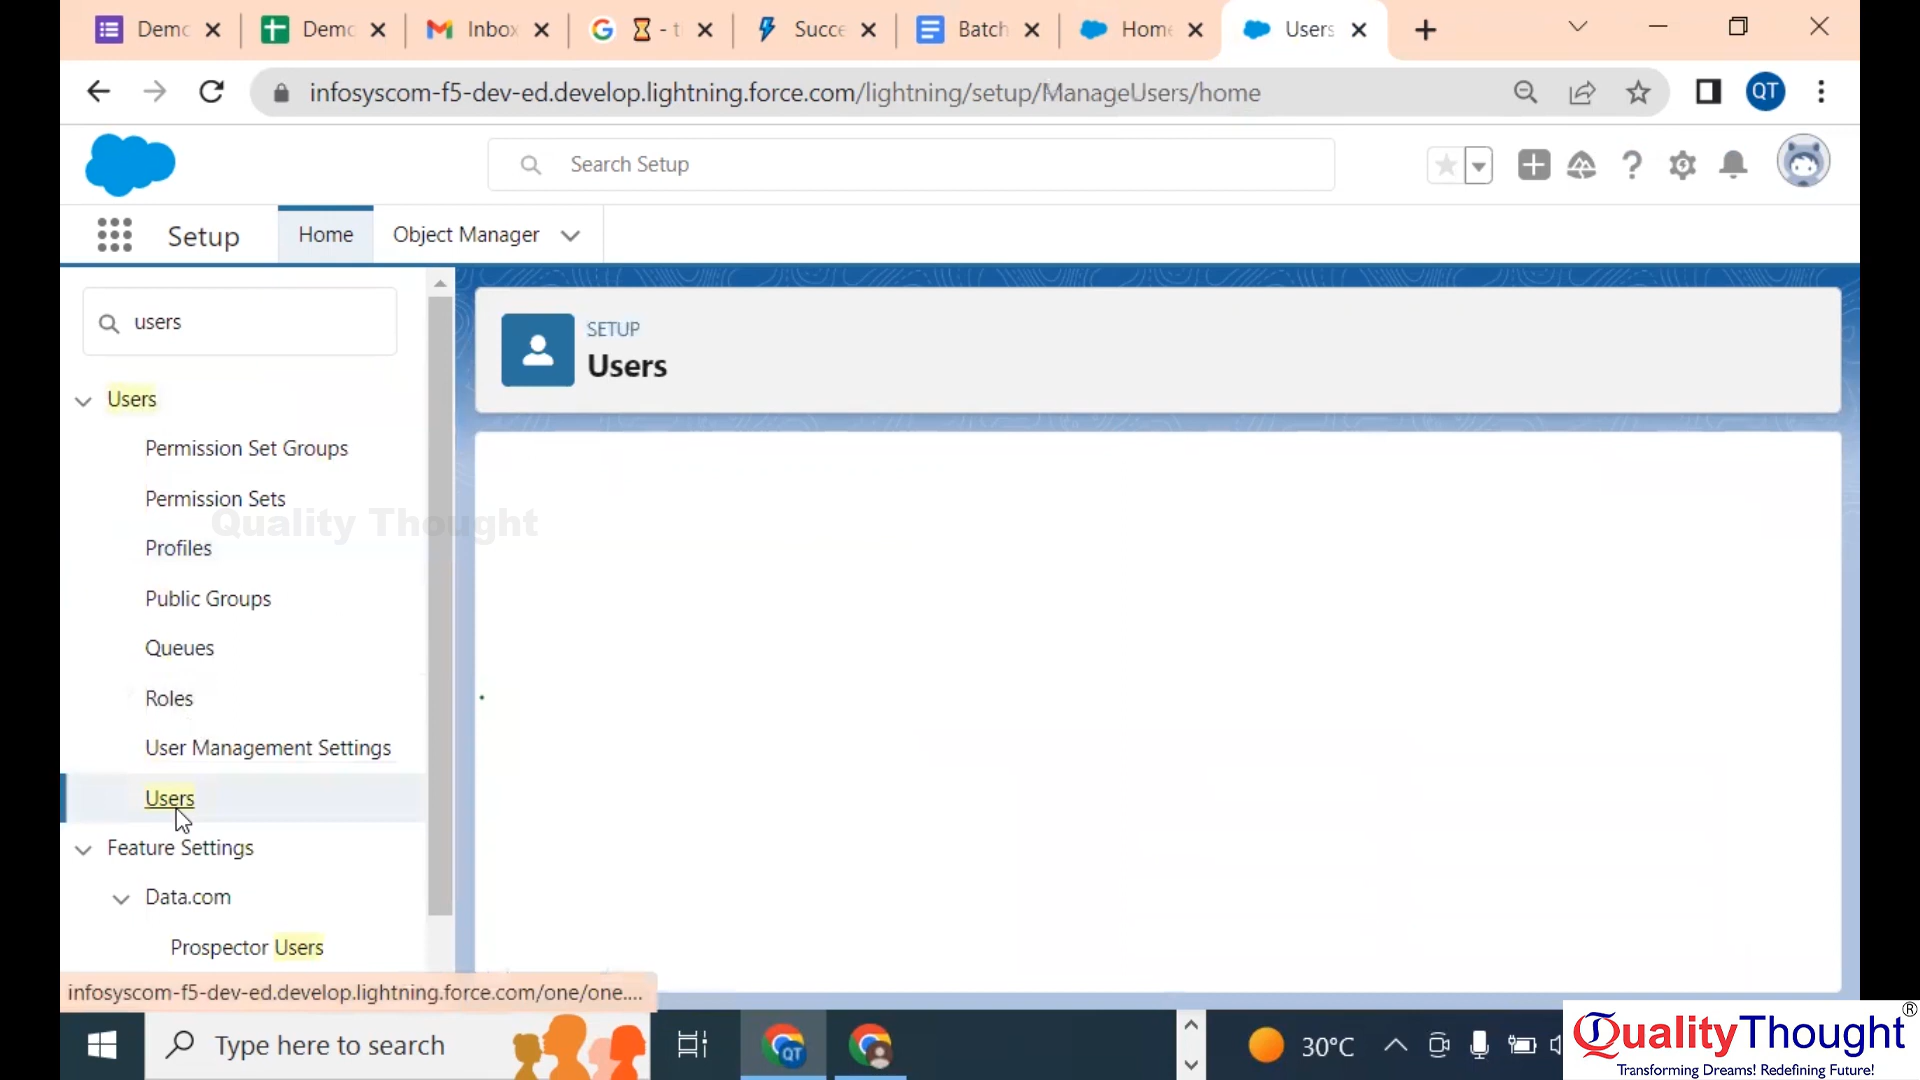 Demo
Demo
Inbox
- t
Succe
Batch
Home
Users
infosyscom-f5-dev-ed.develop.lightning.force.com/lightning/setup/ManageUsers/home
QT
Search Setup
Setup
Home
Object Manager
users
SETUP
Users
Users
Permission Set Groups
Permission Sets
Quality Thought
Profiles
Public Groups
Queues
Roles
User Management Settings
Users
Feature Settings
Data.com
Prospector Users
infosyscom-f5-dev-ed.develop.lightning.force.com/one/one....
Type here to search
QT
30°C
QualityThought®
Transforming Dreams! Redefining Future!